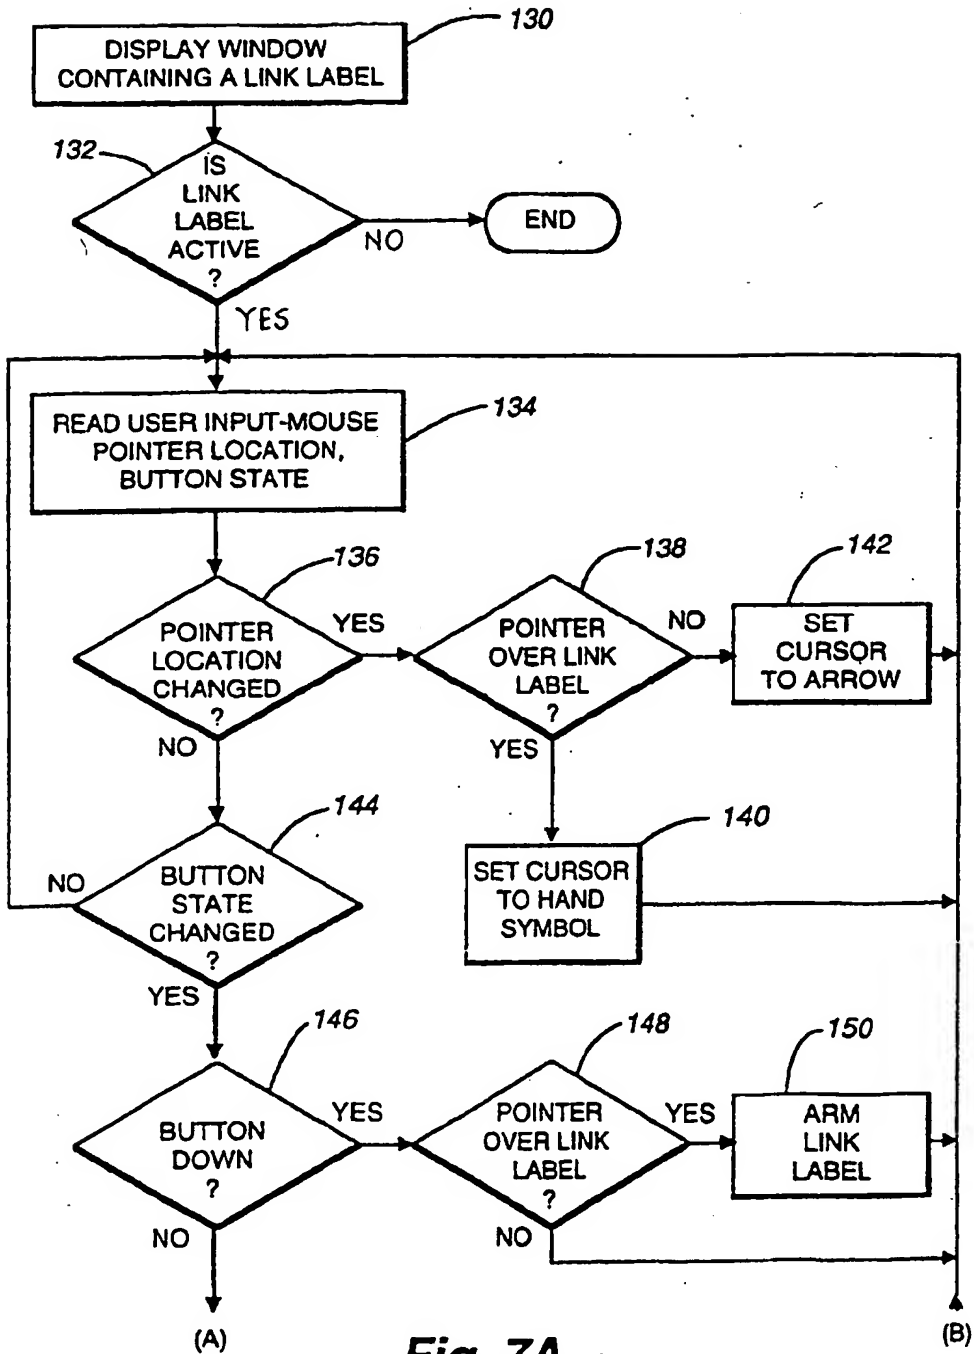 130
DISPLAY WINDOW
CONTAINING A LINK LABEL
132
IS
LINK
LABEL
ACTIVE
?
NO
END
YES
134
READ USER INPUT-MOUSE
POINTER LOCATION,
BUTTON STATE
136
POINTER
LOCATION
CHANGED
?
YES
NO
138
POINTER
OVER LINK
LABEL
?
NO
YES
142
SET
CURSOR
TO ARROW
140
SET CURSOR
TO HAND
SYMBOL
144
BUTTON
STATE
CHANGED
?
NO
YES
146
BUTTON
DOWN
?
YES
NO
148
POINTER
OVER LINK
LABEL
?
YES
NO
150
ARM
LINK
LABEL
(A)
Fig. 7A
(B)